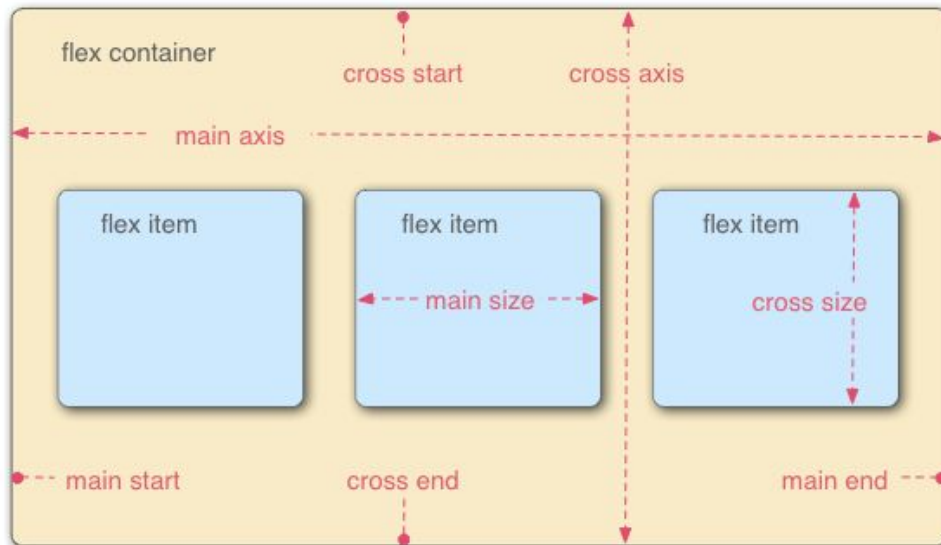 flex container
cross start
cross axis
main axis
flex item
flex item
flex item
main size
cross size
main start
cross end
main end